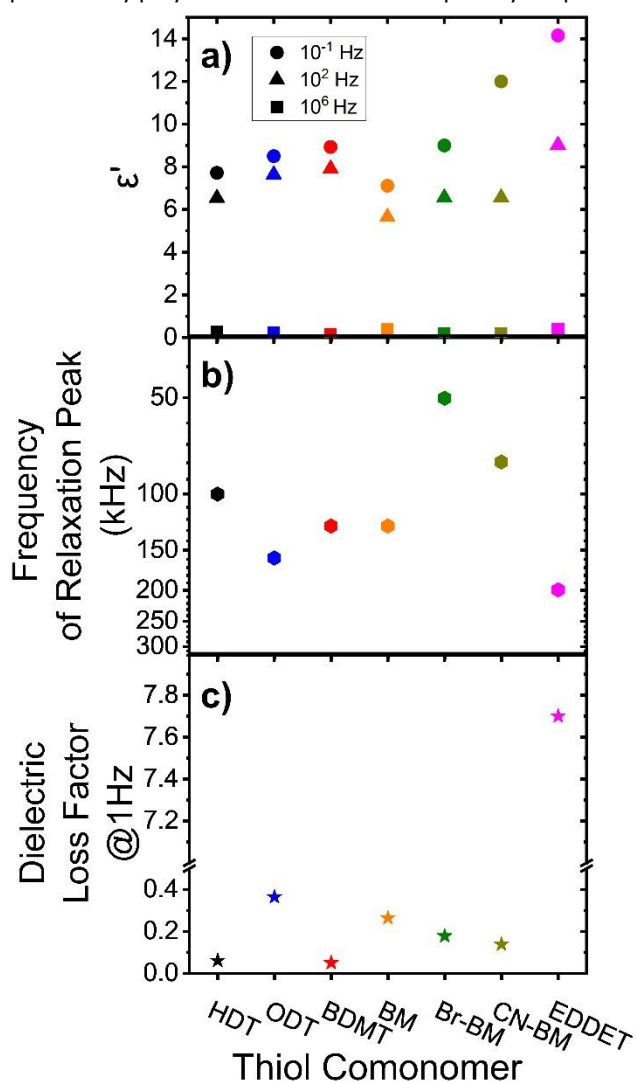 a)
10⁻¹ Hz
10² Hz
10⁶ Hz
14
12
10
8
6
4
2
0
ε'
b)
50
100
150
200
250
300
Frequency
of Relaxation Peak
(kHz)
c)
7.8
7.6
7.4
7.2
0.4
0.2
0.0
Dielectric
Loss Factor
@1Hz
HDT
ODT
BDMT
BM
Br-BM
CN-BM
EDDET
Thiol Comonomer